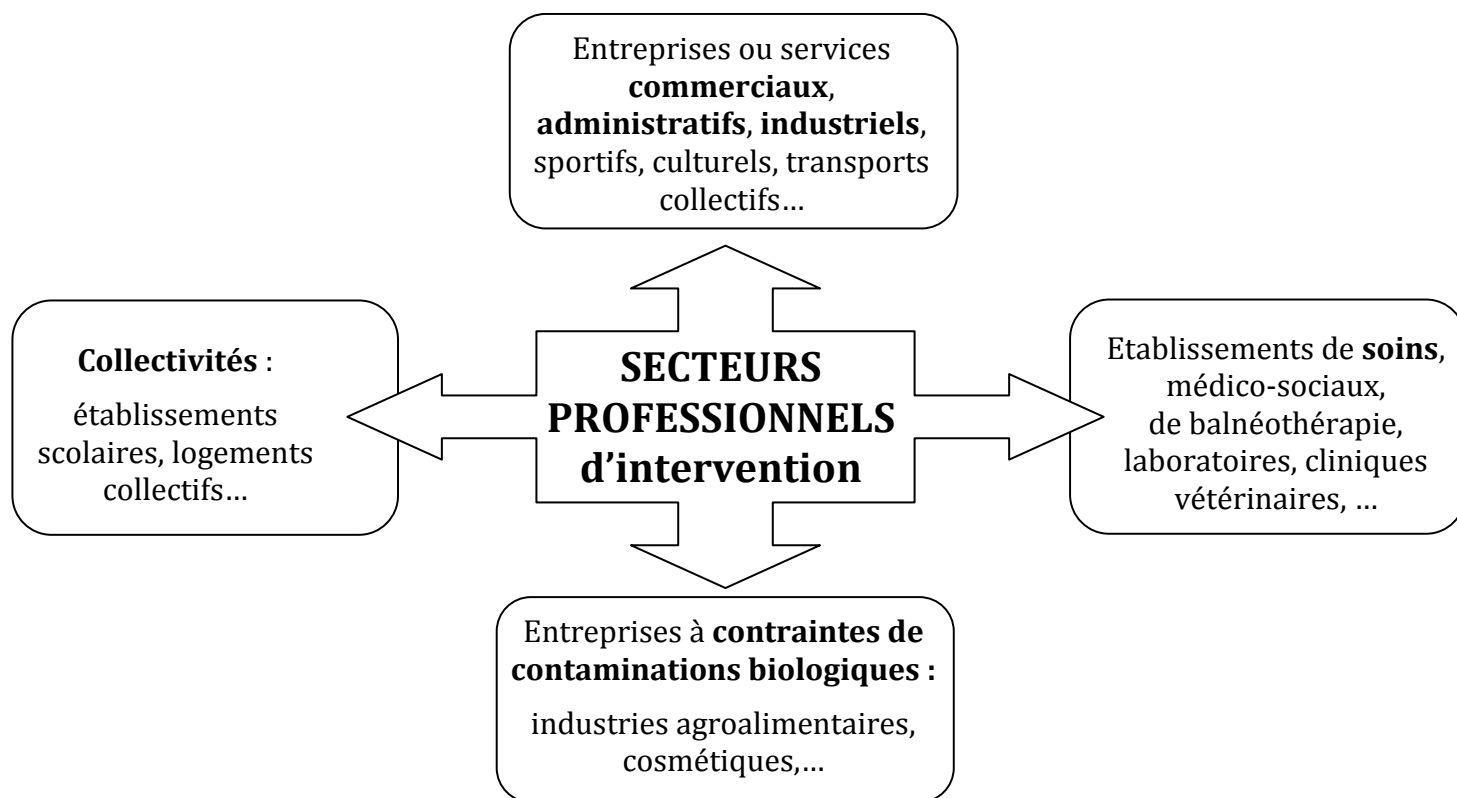 Entreprises ou services
commerciaux,
administratifs, industriels,
sportifs, culturels, transports
collectifs…
Collectivités :
établissements
scolaires, logements
collectifs…
SECTEURS
PROFESSIONNELS
d’intervention
Etablissements de soins,
médico-sociaux,
de balnéothérapie,
laboratoires, cliniques
vétérinaires, …
Entreprises à contraintes de
contaminations biologiques :
industries agroalimentaires,
cosmétiques,…